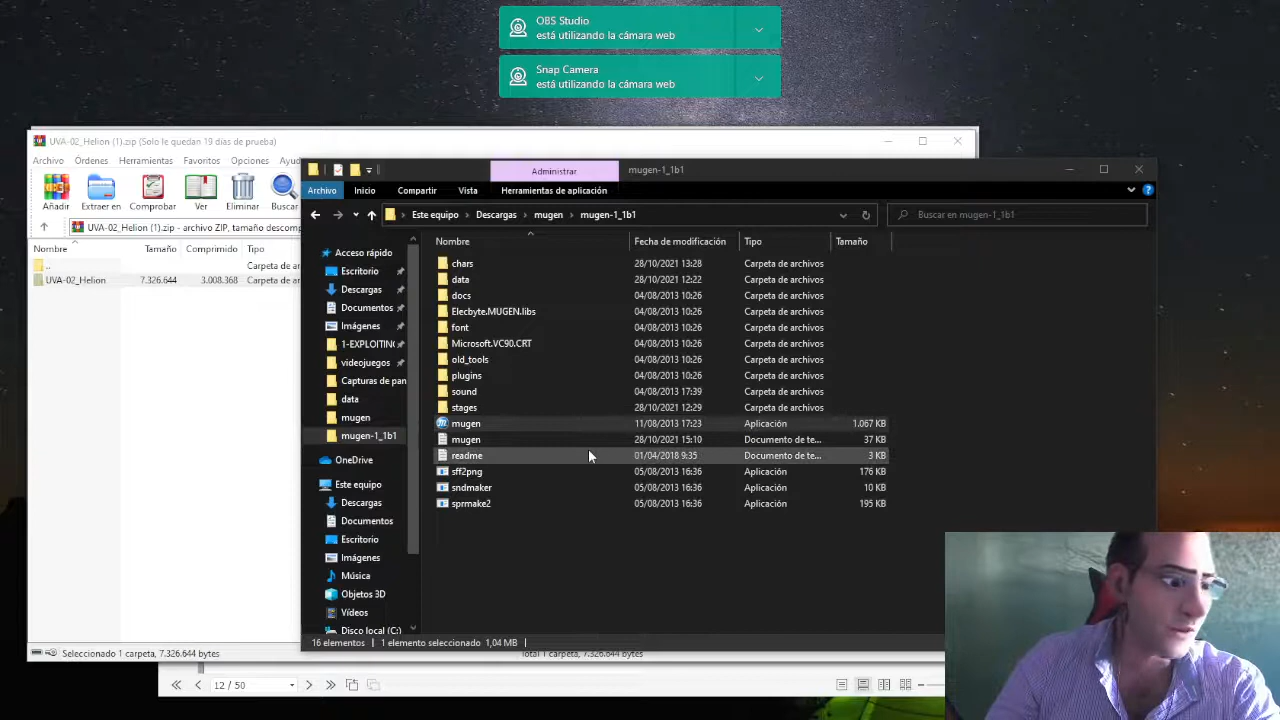 OBS Studio
está utilizando la cámara web
Snap Camera
está utilizando la cámara web
UVA-02_Helion (1).zip (Solo le quedan 19 días de prueba)
Archivo Órdenes Herramientas Favoritos Opciones Ayu
Añadir Extraer en Comprobar Ver Eliminar Buscar
UVA-02_Helion (1).zip - archivo ZIP, tamaño descomp
Nombre Tamaño Comprimido Tipo
.. Carpeta de a
UVA-02_Helion 7.326.644 3.008.368 Carpeta de a
Seleccionado 1 carpeta, 7.326.644 bytes
Total 1 carpeta, 7.326.644 bytes
12 / 50
Administrar mugen-1_1b1
Archivo Inicio Compartir Vista Herramientas de aplicación
Este equipo Descargas mugen mugen-1_1b1
Buscar en mugen-1_1b1
Acceso rápido
Escritorio
Descargas
Documentos
Imágenes
1-EXPLOITING
videojuegos
Capturas de pan
data
mugen
mugen-1_1b1
OneDrive
Este equipo
Descargas
Documentos
Escritorio
Imágenes
Música
Objetos 3D
Vídeos
Disco local (C:)
Nombre Fecha de modificación Tipo Tamaño
chars 28/10/2021 13:28 Carpeta de archivos
data 28/10/2021 12:22 Carpeta de archivos
docs 04/08/2013 10:26 Carpeta de archivos
Elecbyte.MUGEN.libs 04/08/2013 10:26 Carpeta de archivos
font 04/08/2013 10:26 Carpeta de archivos
Microsoft.VC90.CRT 04/08/2013 10:26 Carpeta de archivos
old_tools 04/08/2013 10:26 Carpeta de archivos
plugins 04/08/2013 10:26 Carpeta de archivos
sound 04/08/2013 17:39 Carpeta de archivos
stages 28/10/2021 12:29 Carpeta de archivos
mugen 11/08/2013 17:23 Aplicación 1.067 KB
mugen 28/10/2021 15:10 Documento de te... 37 KB
readme 01/04/2018 9:35 Documento de te... 3 KB
sff2png 05/08/2013 16:36 Aplicación 176 KB
sndmaker 05/08/2013 16:36 Aplicación 10 KB
sprmake2 05/08/2013 16:36 Aplicación 195 KB
16 elementos 1 elemento seleccionado 1,04 MB